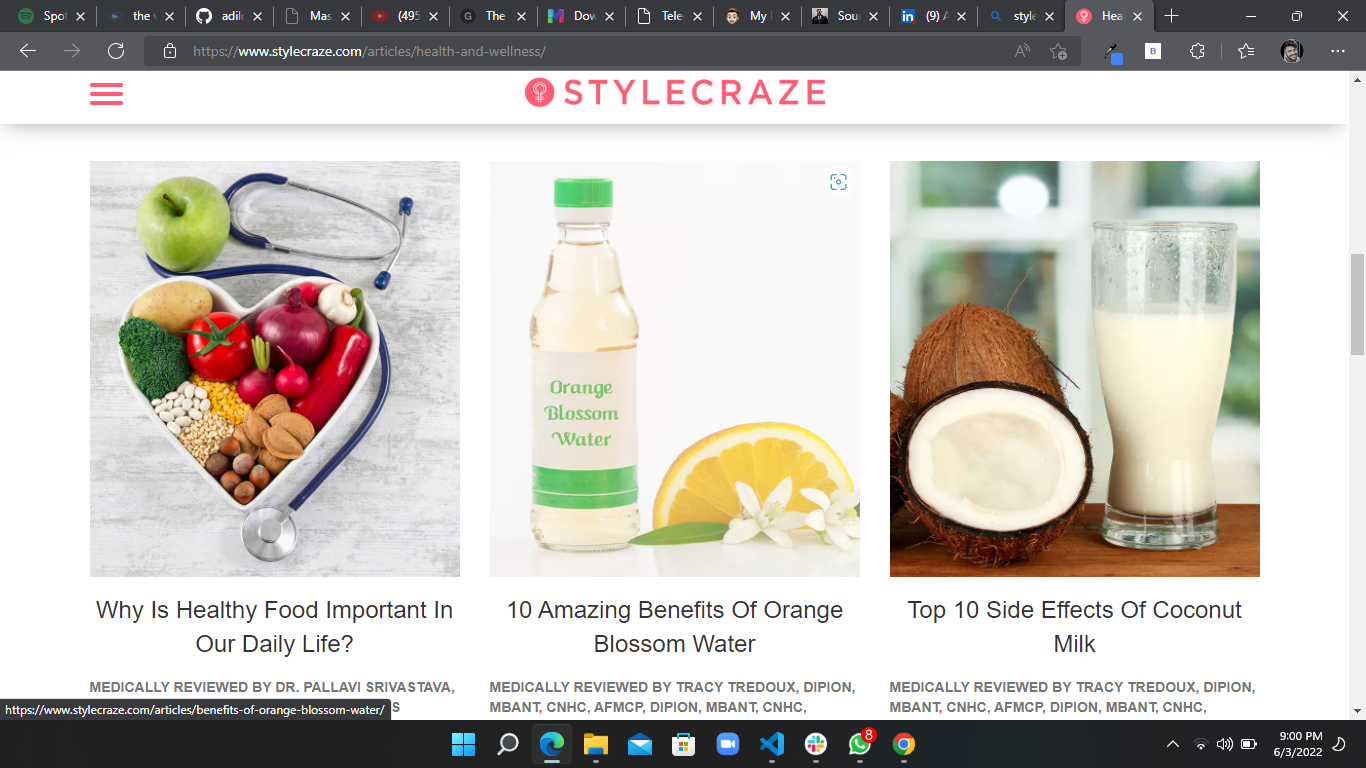 Spot
the v
adil
Mas
(495
The
Dow
Tele
My
Sou
(9) A
style
Heal
https://www.stylecraze.com/articles/health-and-wellness/
B
STYLECRAZE
Orange
Blossom
Water
Why Is Healthy Food Important In
Our Daily Life?
10 Amazing Benefits Of Orange
Blossom Water
Top 10 Side Effects Of Coconut
Milk
MEDICALLY REVIEWED BY DR. PALLAVI SRIVASTAVA,
S
MEDICALLY REVIEWED BY TRACY TREDOUX, DIPION,
MBANT, CNHC, AFMCP, DIPION, MBANT, CNHC,
MEDICALLY REVIEWED BY TRACY TREDOUX, DIPION,
MBANT, CNHC, AFMCP, DIPION, MBANT, CNHC,
https://www.stylecraze.com/articles/benefits-of-orange-blossom-water/
8
9:00 PM
6/3/2022